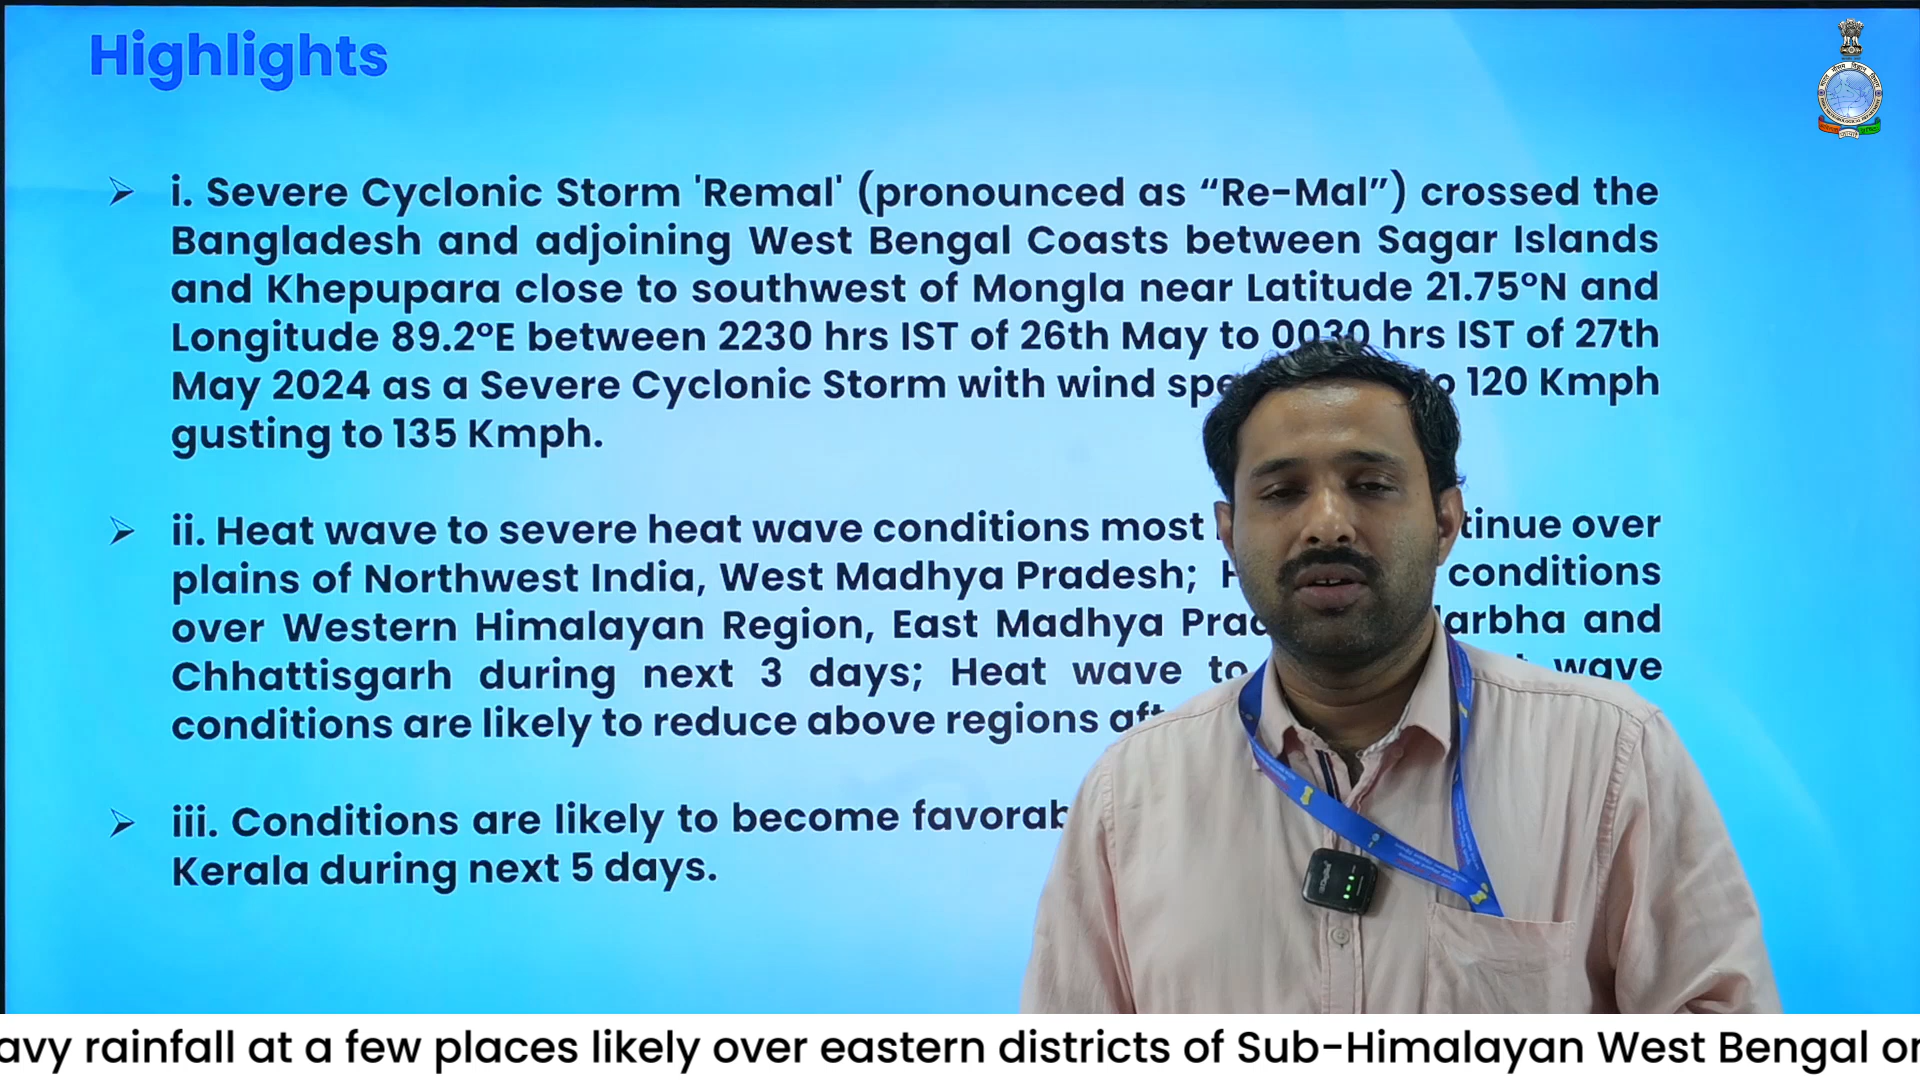 Highlights
i. Severe Cyclonic Storm 'Remal' (pronounced as “Re-Mal”) crossed the
Bangladesh and adjoining West Bengal Coasts between Sagar Islands
and Khepupara close to southwest of Mongla near Latitude 21.75°N and
Longitude 89.2°E between 2230 hrs IST of 26th May to 0030 hrs IST of 27th
May 2024 as a Severe Cyclonic Storm with wind 120 Kmph
gusting to 135 Kmph.
ii. Heat wave to severe heat wave conditions most over
plains of Northwest India, West Madhya Pradesh; conditions
over Western Himalayan Region, East Madhya and
Chhattisgarh during next 3 days; Heat wave to wave
conditions are likely to reduce above regions
iii. Conditions are likely to become
Kerala during next 5 days.
rainfall at a few places likely over eastern districts of Sub-Himalayan West Bengal